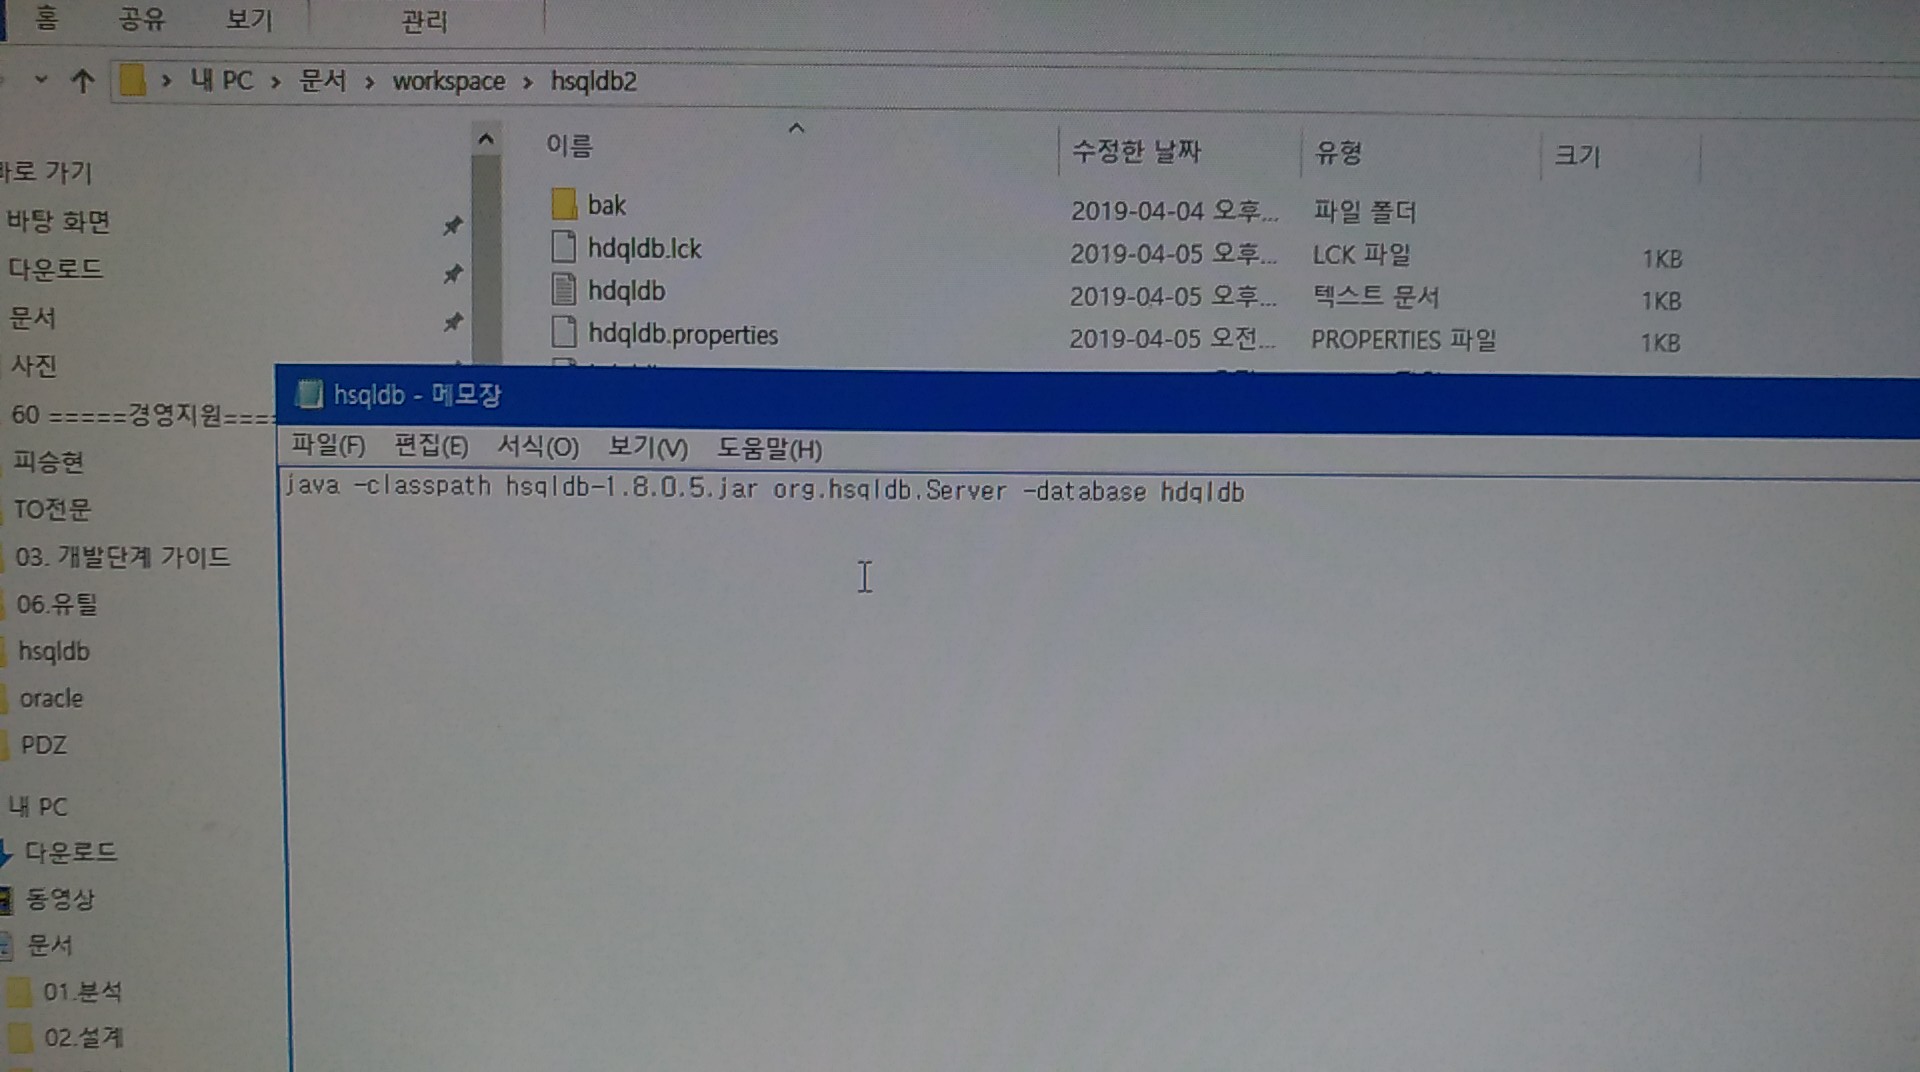 홈 공유 보기 관리
내 PC > 문서 > workspace > hsqldb2
이름 수정한 날짜 유형 크기
bak 2019-04-04 오후... 파일 폴더
hdqldb.lck 2019-04-05 오후... LCK 파일 1KB
hdqldb 2019-04-05 오후... 텍스트 문서 1KB
hdqldb.properties 2019-04-05 오전... PROPERTIES 파일 1KB
바로 가기
바탕 화면
다운로드
문서
사진
60 =====경영지원====
피승현
TO전문
03. 개발단계 가이드
06.유틸
hsqldb
oracle
PDZ
내 PC
다운로드
동영상
문서
01.분석
02.설계
hsqldb - 메모장
파일(F) 편집(E) 서식(O) 보기(V) 도움말(H)
java -classpath hsqldb-1.8.0.5.jar org.hsqldb.Server -database hdqldb